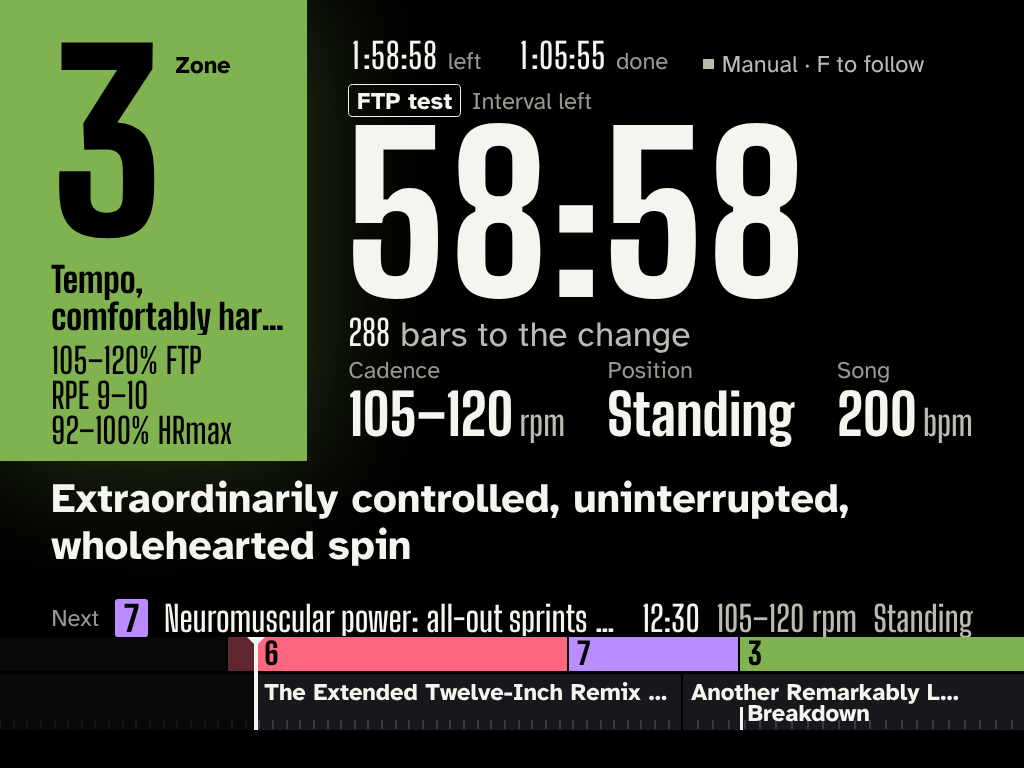 3 Zone
Tempo,
comfortably har...
105–120% FTP
RPE 9–10
92–100% HRmax
1:58:58 left 1:05:55 done Manual · F to follow
FTP test Interval left
58:58
288 bars to the change
Cadence Position Song
105–120 rpm Standing 200 bpm
Extraordinarily controlled, uninterrupted,
wholehearted spin
Next 7 Neuromuscular power: all-out sprints ... 12:30 105–120 rpm Standing
6 7 3
The Extended Twelve-Inch Remix ... Another Remarkably L...
Breakdown